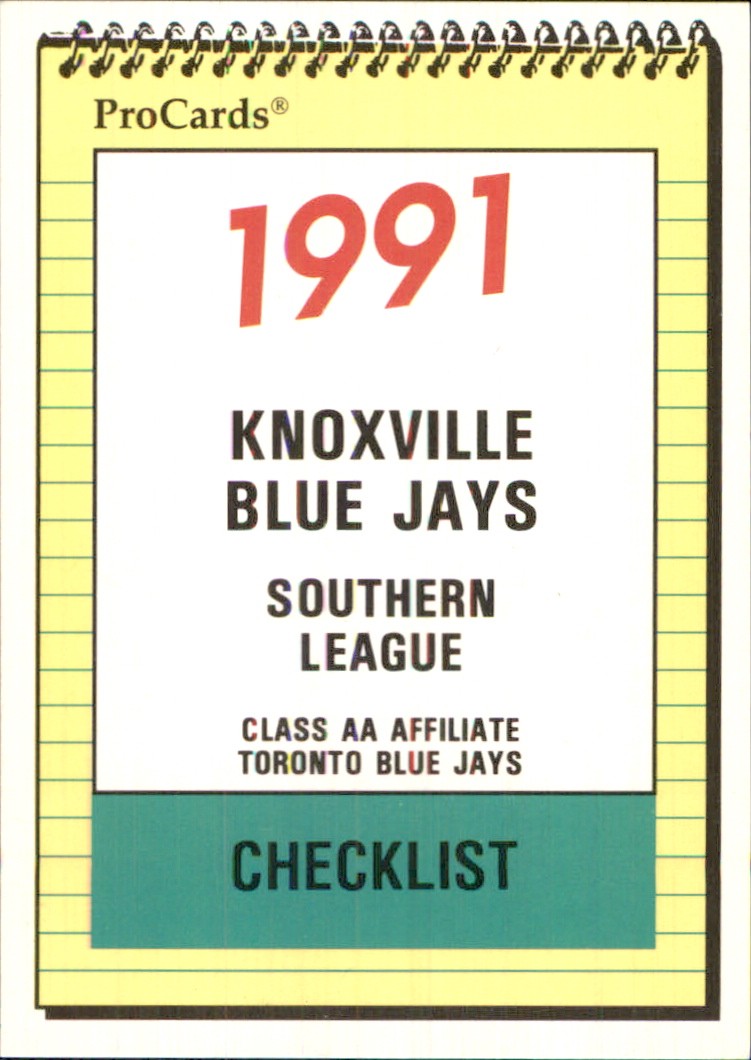 ProCards®
1991
KNOXVILLE
BLUE JAYS
SOUTHERN
LEAGUE
CLASS AA AFFILIATE
TORONTO BLUE JAYS
CHECKLIST